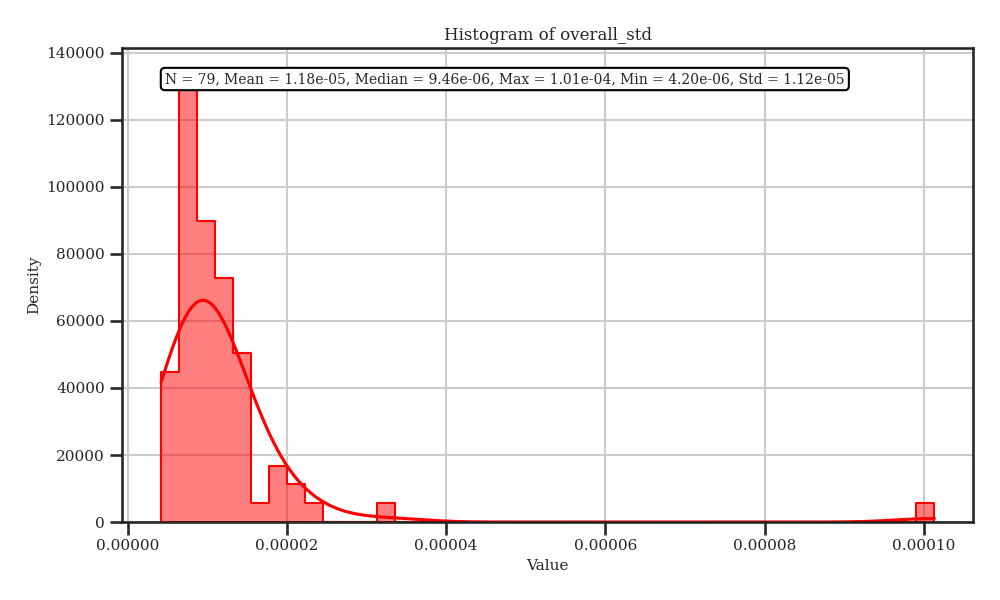 Histogram of overall_std
N = 79, Mean = 1.18e-05, Median = 9.46e-06, Max = 1.01e-04, Min = 4.20e-06, Std = 1.12e-05
Density
140000
120000
100000
80000
60000
40000
20000
0
0.00000 0.00002 0.00004 0.00006 0.00008 0.00010
Value